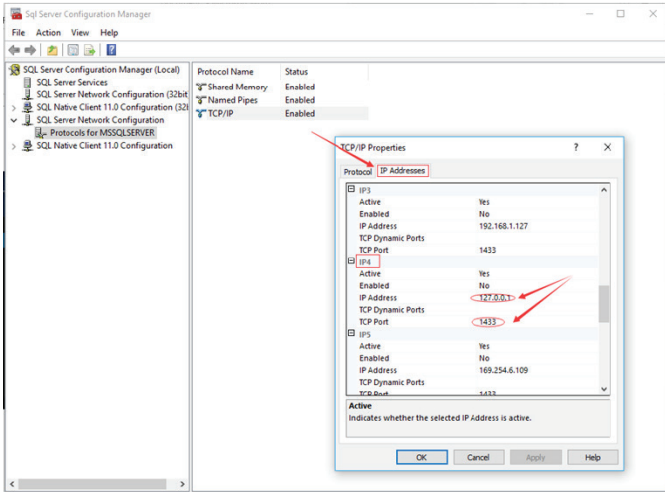 Sql Server Configuration Manager
File Action View Help
SQL Server Configuration Manager (Local)
SQL Server Services
SQL Server Network Configuration (32bit
SQL Native Client 11.0 Configuration (32b
SQL Server Network Configuration
Protocols for MSSQLSERVER
SQL Native Client 11.0 Configuration
Protocol Name Status
Shared Memory Enabled
Named Pipes Enabled
TCP/IP Enabled
TCP/IP Properties ? X
Protocol IP Addresses
IP3
Active Yes
Enabled No
IP Address 192.168.1.127
TCP Dynamic Ports
TCP Port 1433
IP4
Active Yes
Enabled No
IP Address 127.0.0.1
TCP Dynamic Ports
TCP Port 1433
IP5
Active Yes
Enabled No
IP Address 169.254.6.109
TCP Dynamic Ports
TCP Port 1433
Active
Indicates whether the selected IP Address is active.
OK Cancel Apply Help